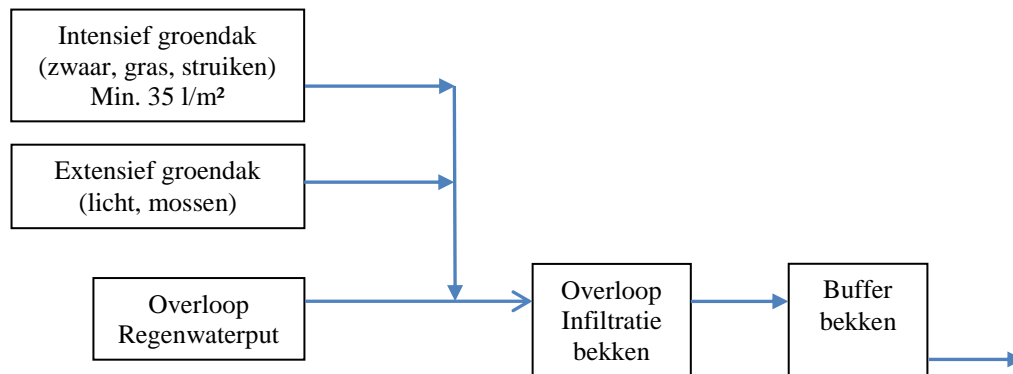 Intensief groendak
(zwaar, gras, struiken)
Min. 35 l/m²
Extensief groendak
(licht, mossen)
Overloop
Regenwaterput
Overloop
Infiltratie
bekken
Buffer
bekken